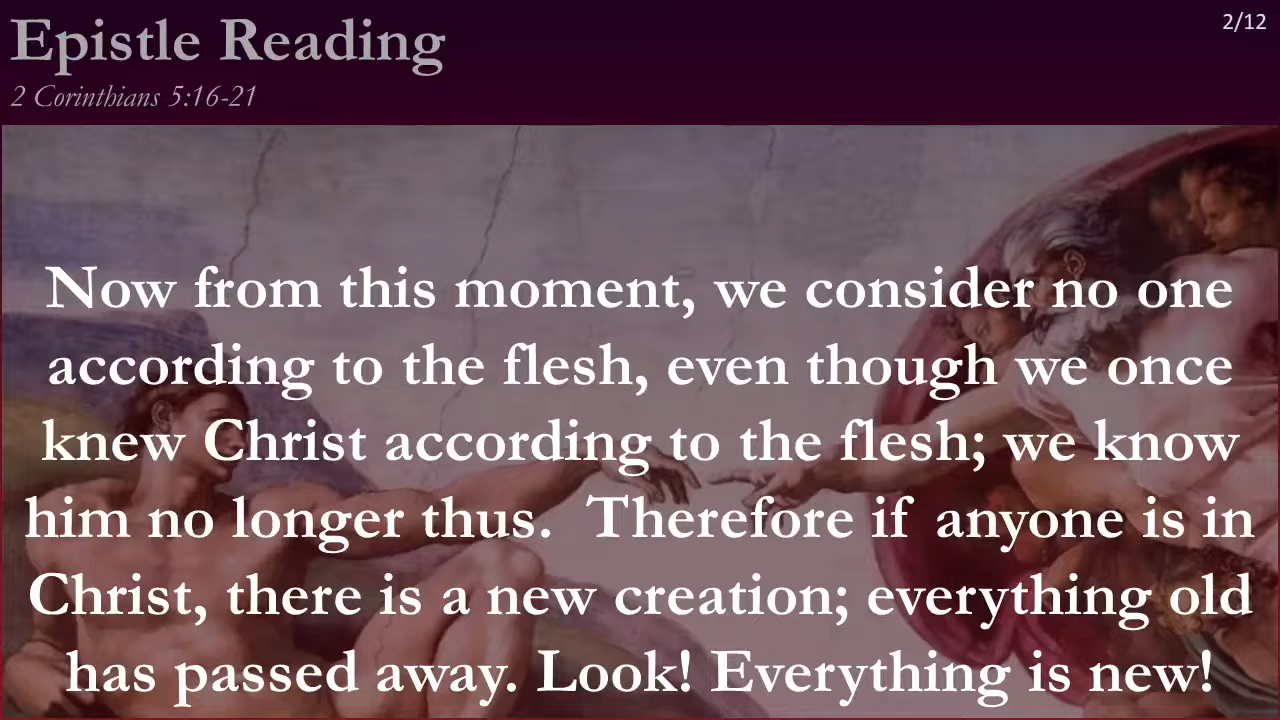 Epistle Reading
2/12
2 Corinthians 5:16-21
Now from this moment, we consider no one
according to the flesh, even though we once
knew Christ according to the flesh; we know
him no longer thus. Therefore if anyone is in
Christ, there is a new creation; everything old
has passed away. Look! Everything is new!